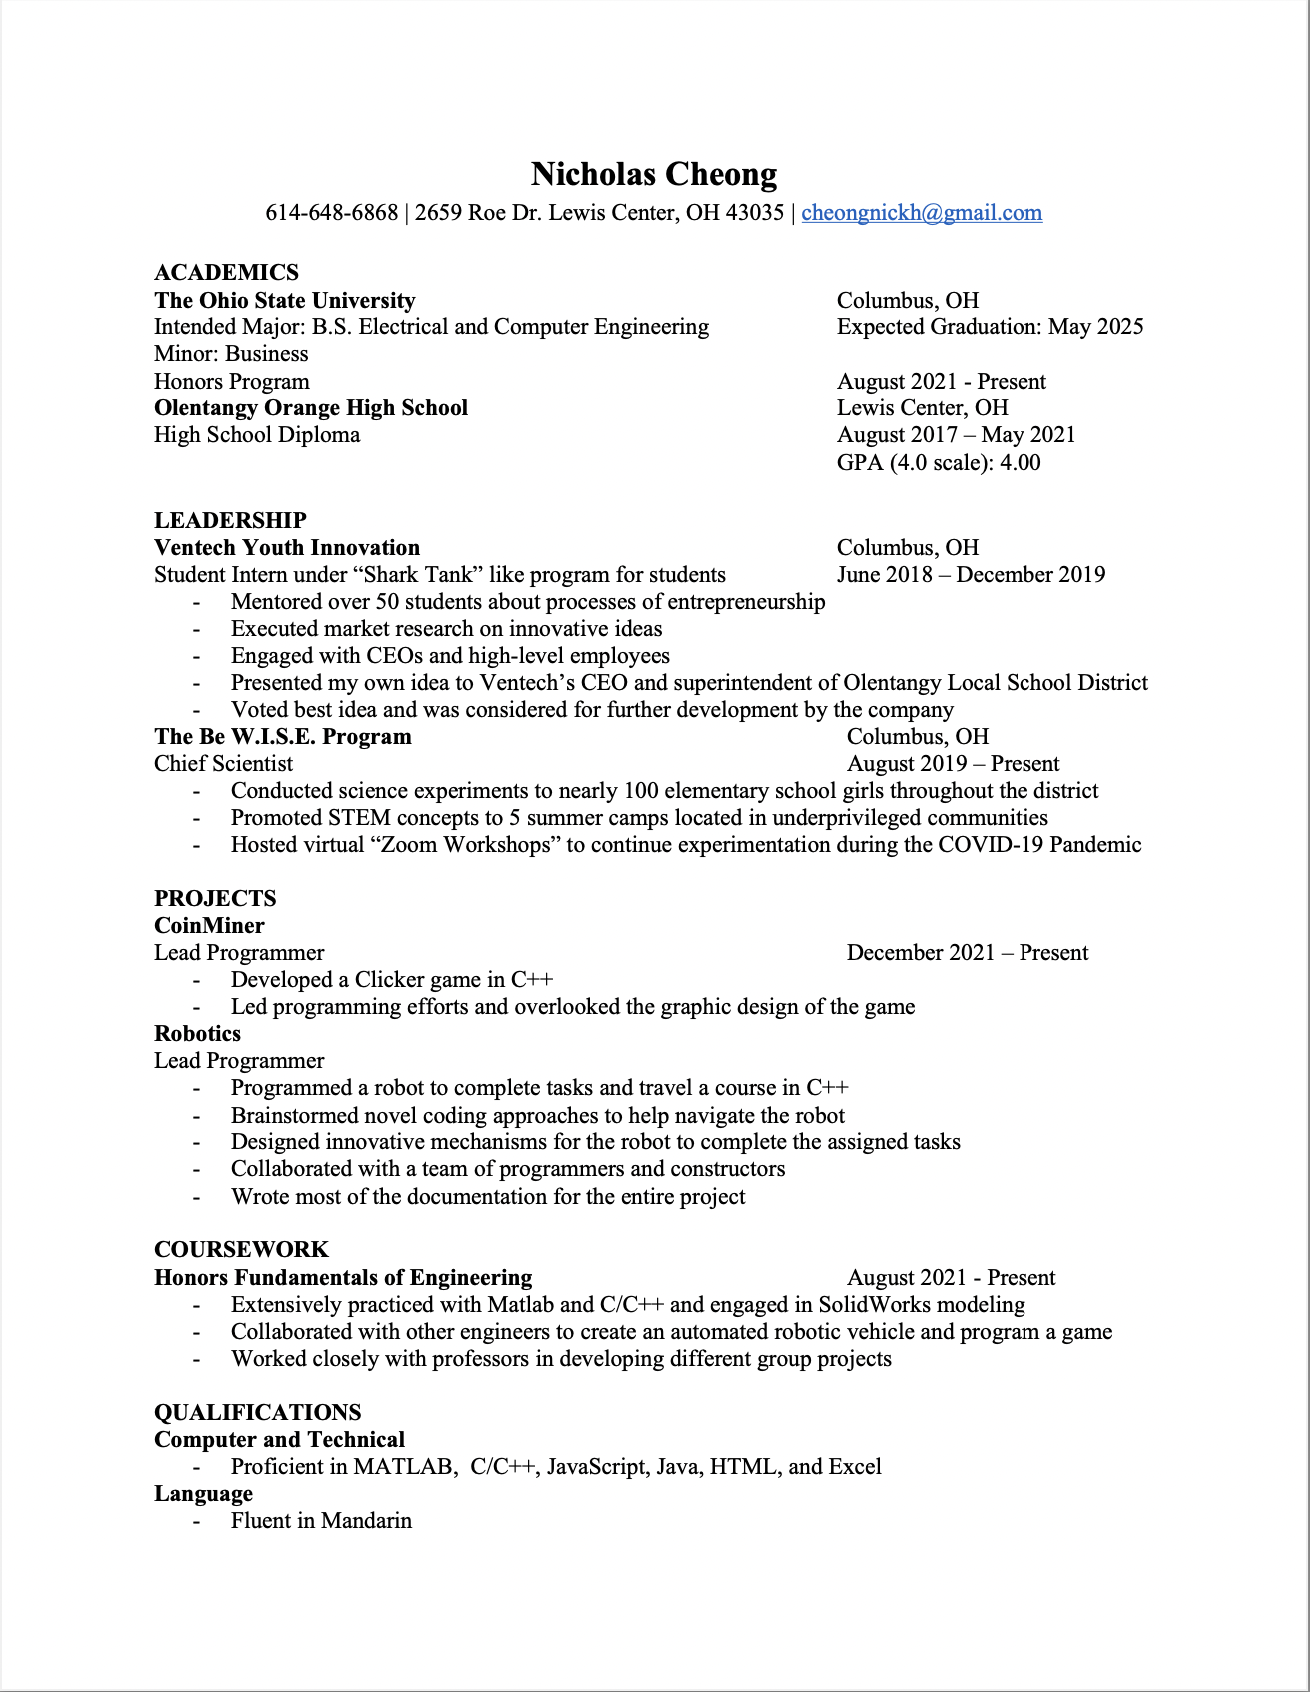 Nicholas Cheong
614-648-6868 | 2659 Roe Dr. Lewis Center, OH 43035 | cheongnickh@gmail.com
ACADEMICS
The Ohio State University Columbus, OH
Intended Major: B.S. Electrical and Computer Engineering Expected Graduation: May 2025
Minor: Business
Honors Program August 2021 - Present
Olentangy Orange High School Lewis Center, OH
High School Diploma August 2017 – May 2021
GPA (4.0 scale): 4.00
LEADERSHIP
Ventech Youth Innovation Columbus, OH
Student Intern under “Shark Tank” like program for students June 2018 – December 2019
- Mentored over 50 students about processes of entrepreneurship
- Executed market research on innovative ideas
- Engaged with CEOs and high-level employees
- Presented my own idea to Ventech’s CEO and superintendent of Olentangy Local School District
- Voted best idea and was considered for further development by the company
The Be W.I.S.E. Program Columbus, OH
Chief Scientist August 2019 – Present
- Conducted science experiments to nearly 100 elementary school girls throughout the district
- Promoted STEM concepts to 5 summer camps located in underprivileged communities
- Hosted virtual “Zoom Workshops” to continue experimentation during the COVID-19 Pandemic
PROJECTS
CoinMiner
Lead Programmer December 2021 – Present
- Developed a Clicker game in C++
- Led programming efforts and overlooked the graphic design of the game
Robotics
Lead Programmer
- Programmed a robot to complete tasks and travel a course in C++
- Brainstormed novel coding approaches to help navigate the robot
- Designed innovative mechanisms for the robot to complete the assigned tasks
- Collaborated with a team of programmers and constructors
- Wrote most of the documentation for the entire project
COURSEWORK
Honors Fundamentals of Engineering August 2021 - Present
- Extensively practiced with Matlab and C/C++ and engaged in SolidWorks modeling
- Collaborated with other engineers to create an automated robotic vehicle and program a game
- Worked closely with professors in developing different group projects
QUALIFICATIONS
Computer and Technical
- Proficient in MATLAB,  C/C++, JavaScript, Java, HTML, and Excel
Language
- Fluent in Mandarin